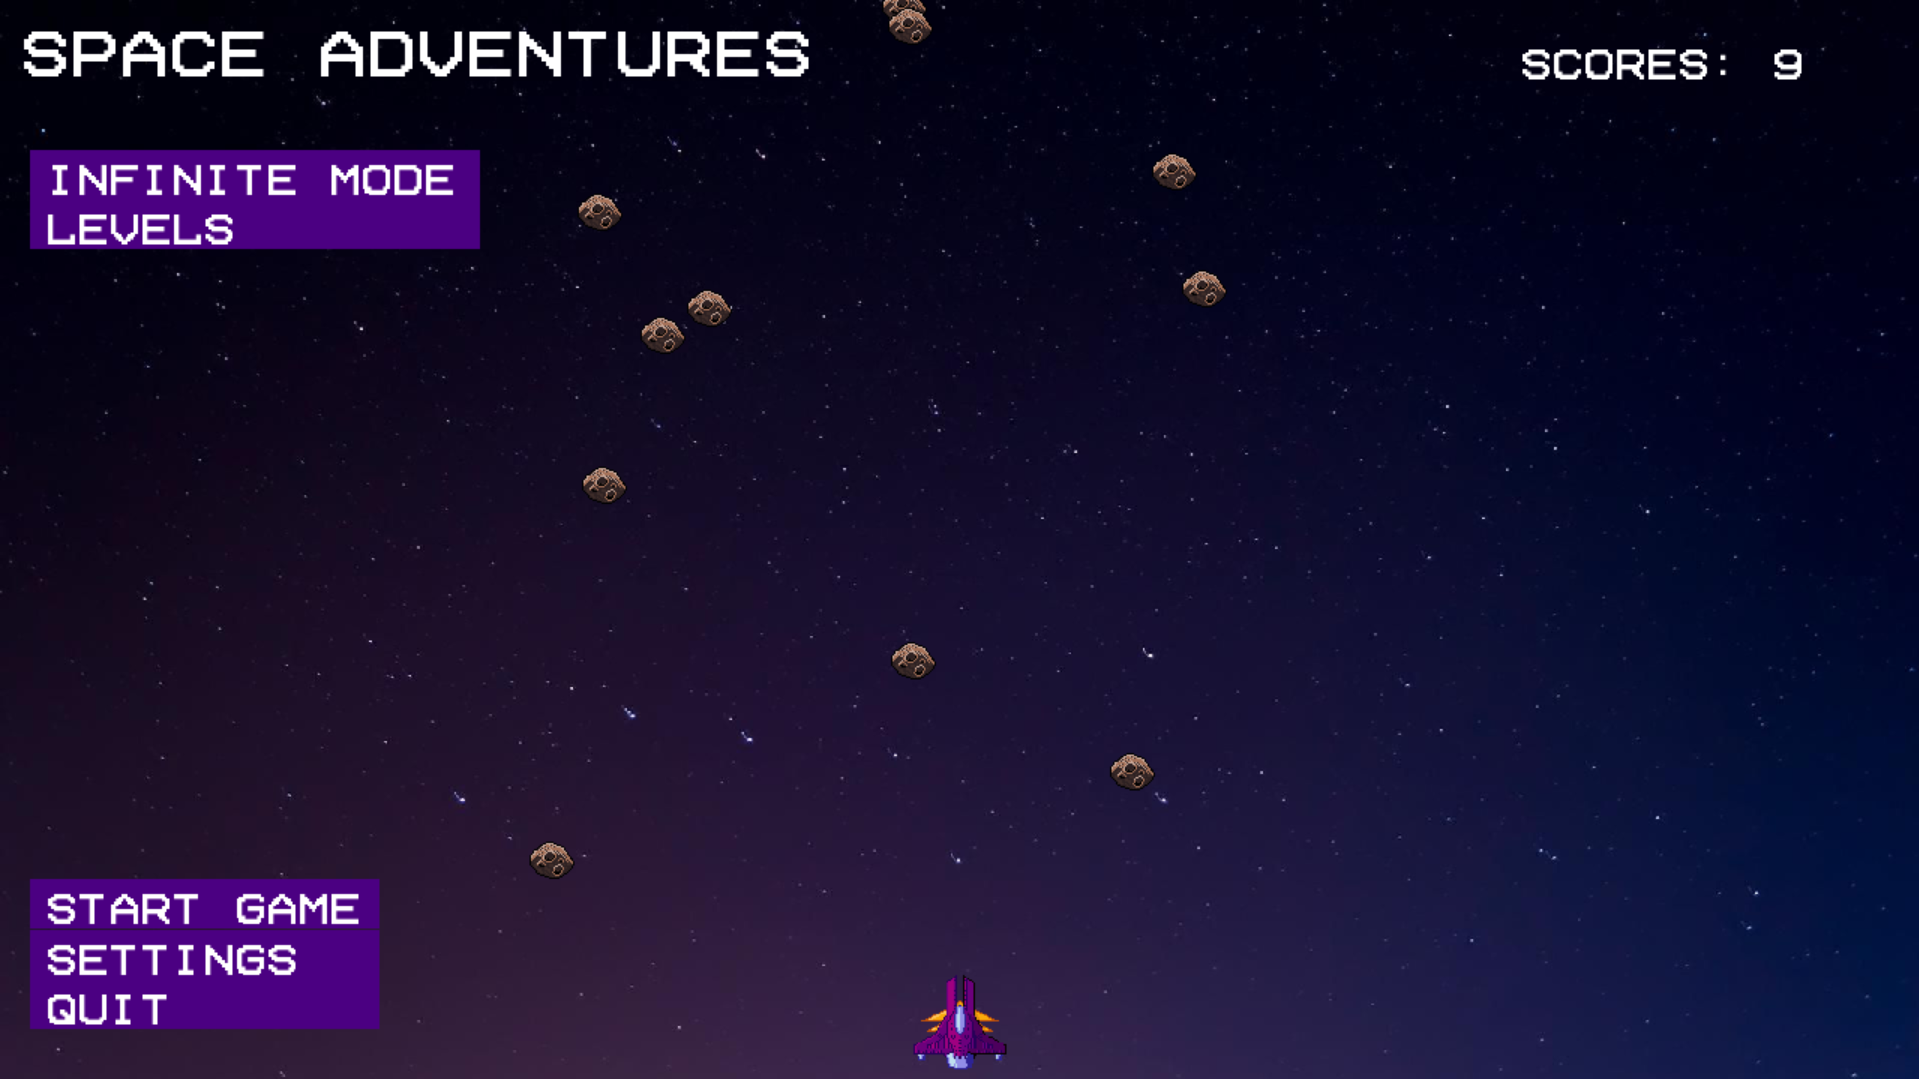 SPACE ADVENTURES
SCORES: 9
INFINITE MODE
LEVELS
START GAME
SETTINGS
QUIT